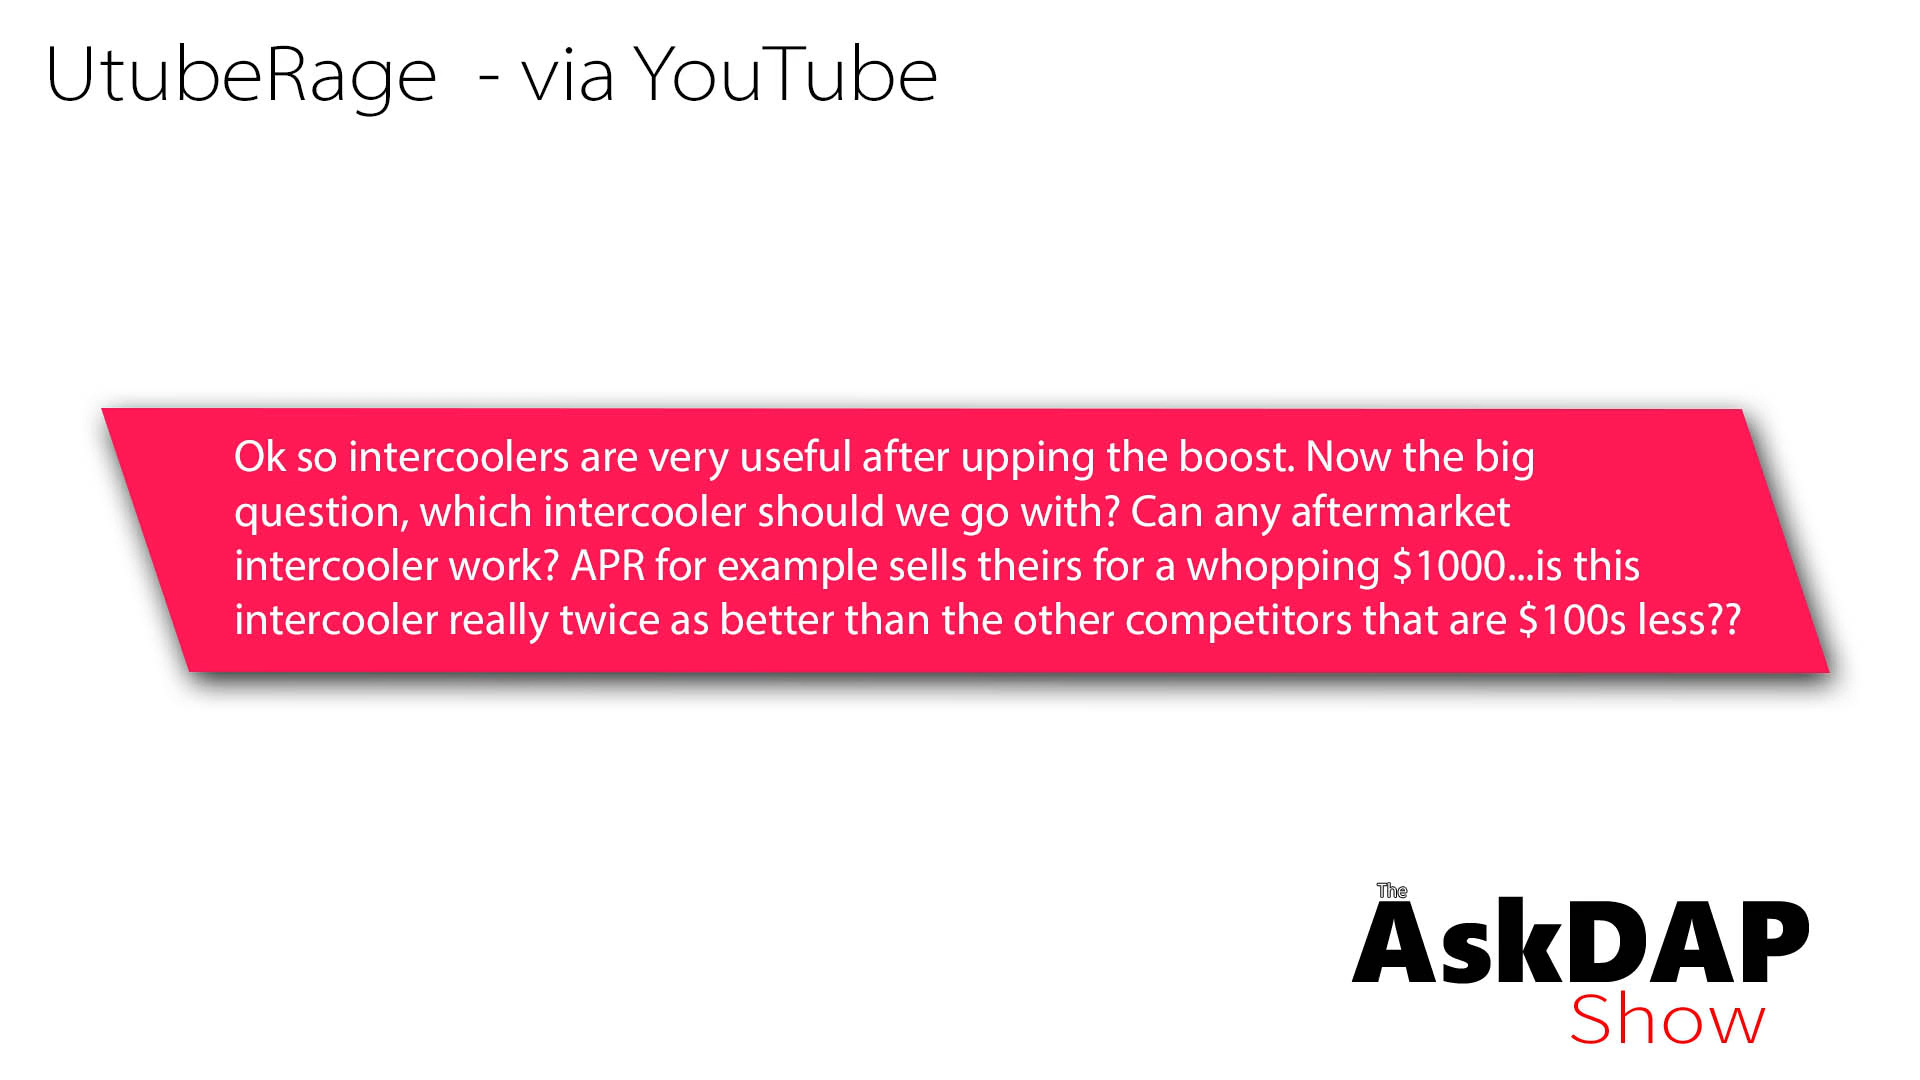 UtubeRage - via YouTube
Ok so intercoolers are very useful after upping the boost. Now the big
question, which intercooler should we go with? Can any aftermarket
intercooler work? APR for example sells theirs for a whopping $1000...is this
intercooler really twice as better than the other competitors that are $100s less??
The
AskDAP
Show